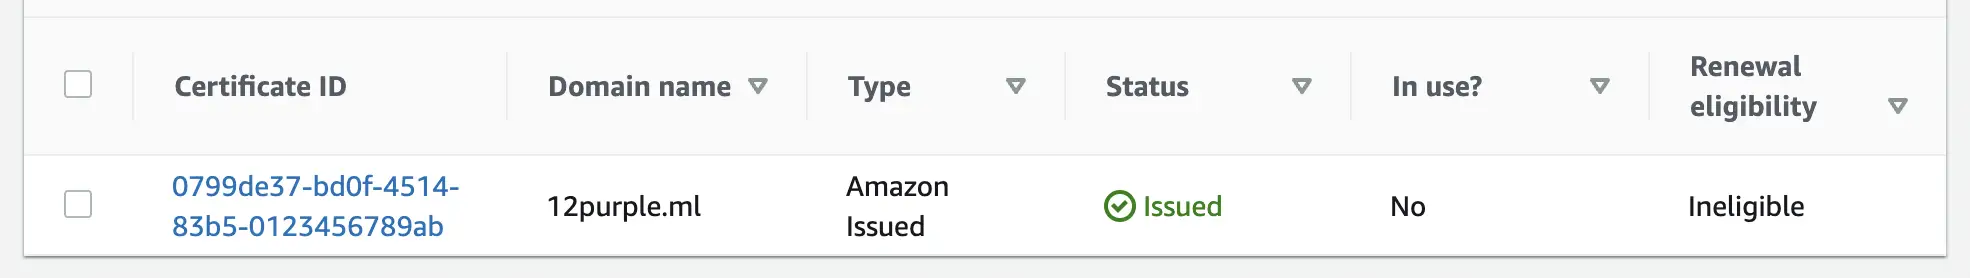 Certificate ID
Domain name
Type
Status
In use?
Renewal
eligibility
0799de37-bd0f-4514-
83b5-0123456789ab
12purple.ml
Amazon
Issued
Issued
No
Ineligible